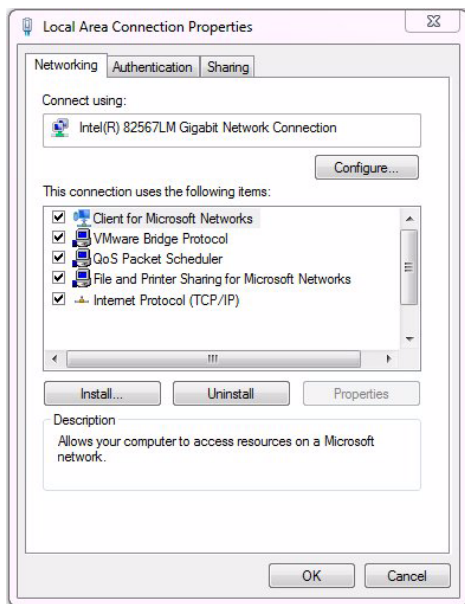 Local Area Connection Properties
Networking
Authentication
Sharing
Connect using:
Intel(R) 82567LM Gigabit Network Connection
Configure...
This connection uses the following items:
Client for Microsoft Networks
VMware Bridge Protocol
QoS Packet Scheduler
File and Printer Sharing for Microsoft Networks
Internet Protocol (TCP/IP)
Install...
Uninstall
Properties
Description
Allows your computer to access resources on a Microsoft
network.
OK
Cancel